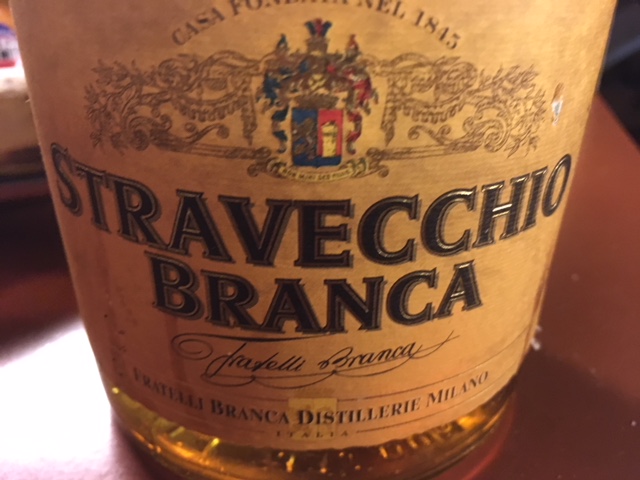 CASA FONDATA NEL 1845
STRAVECCHIO
BRANCA
Fratelli Branca
FRATELLI BRANCA DISTILLERIE MILANO
ITALIA